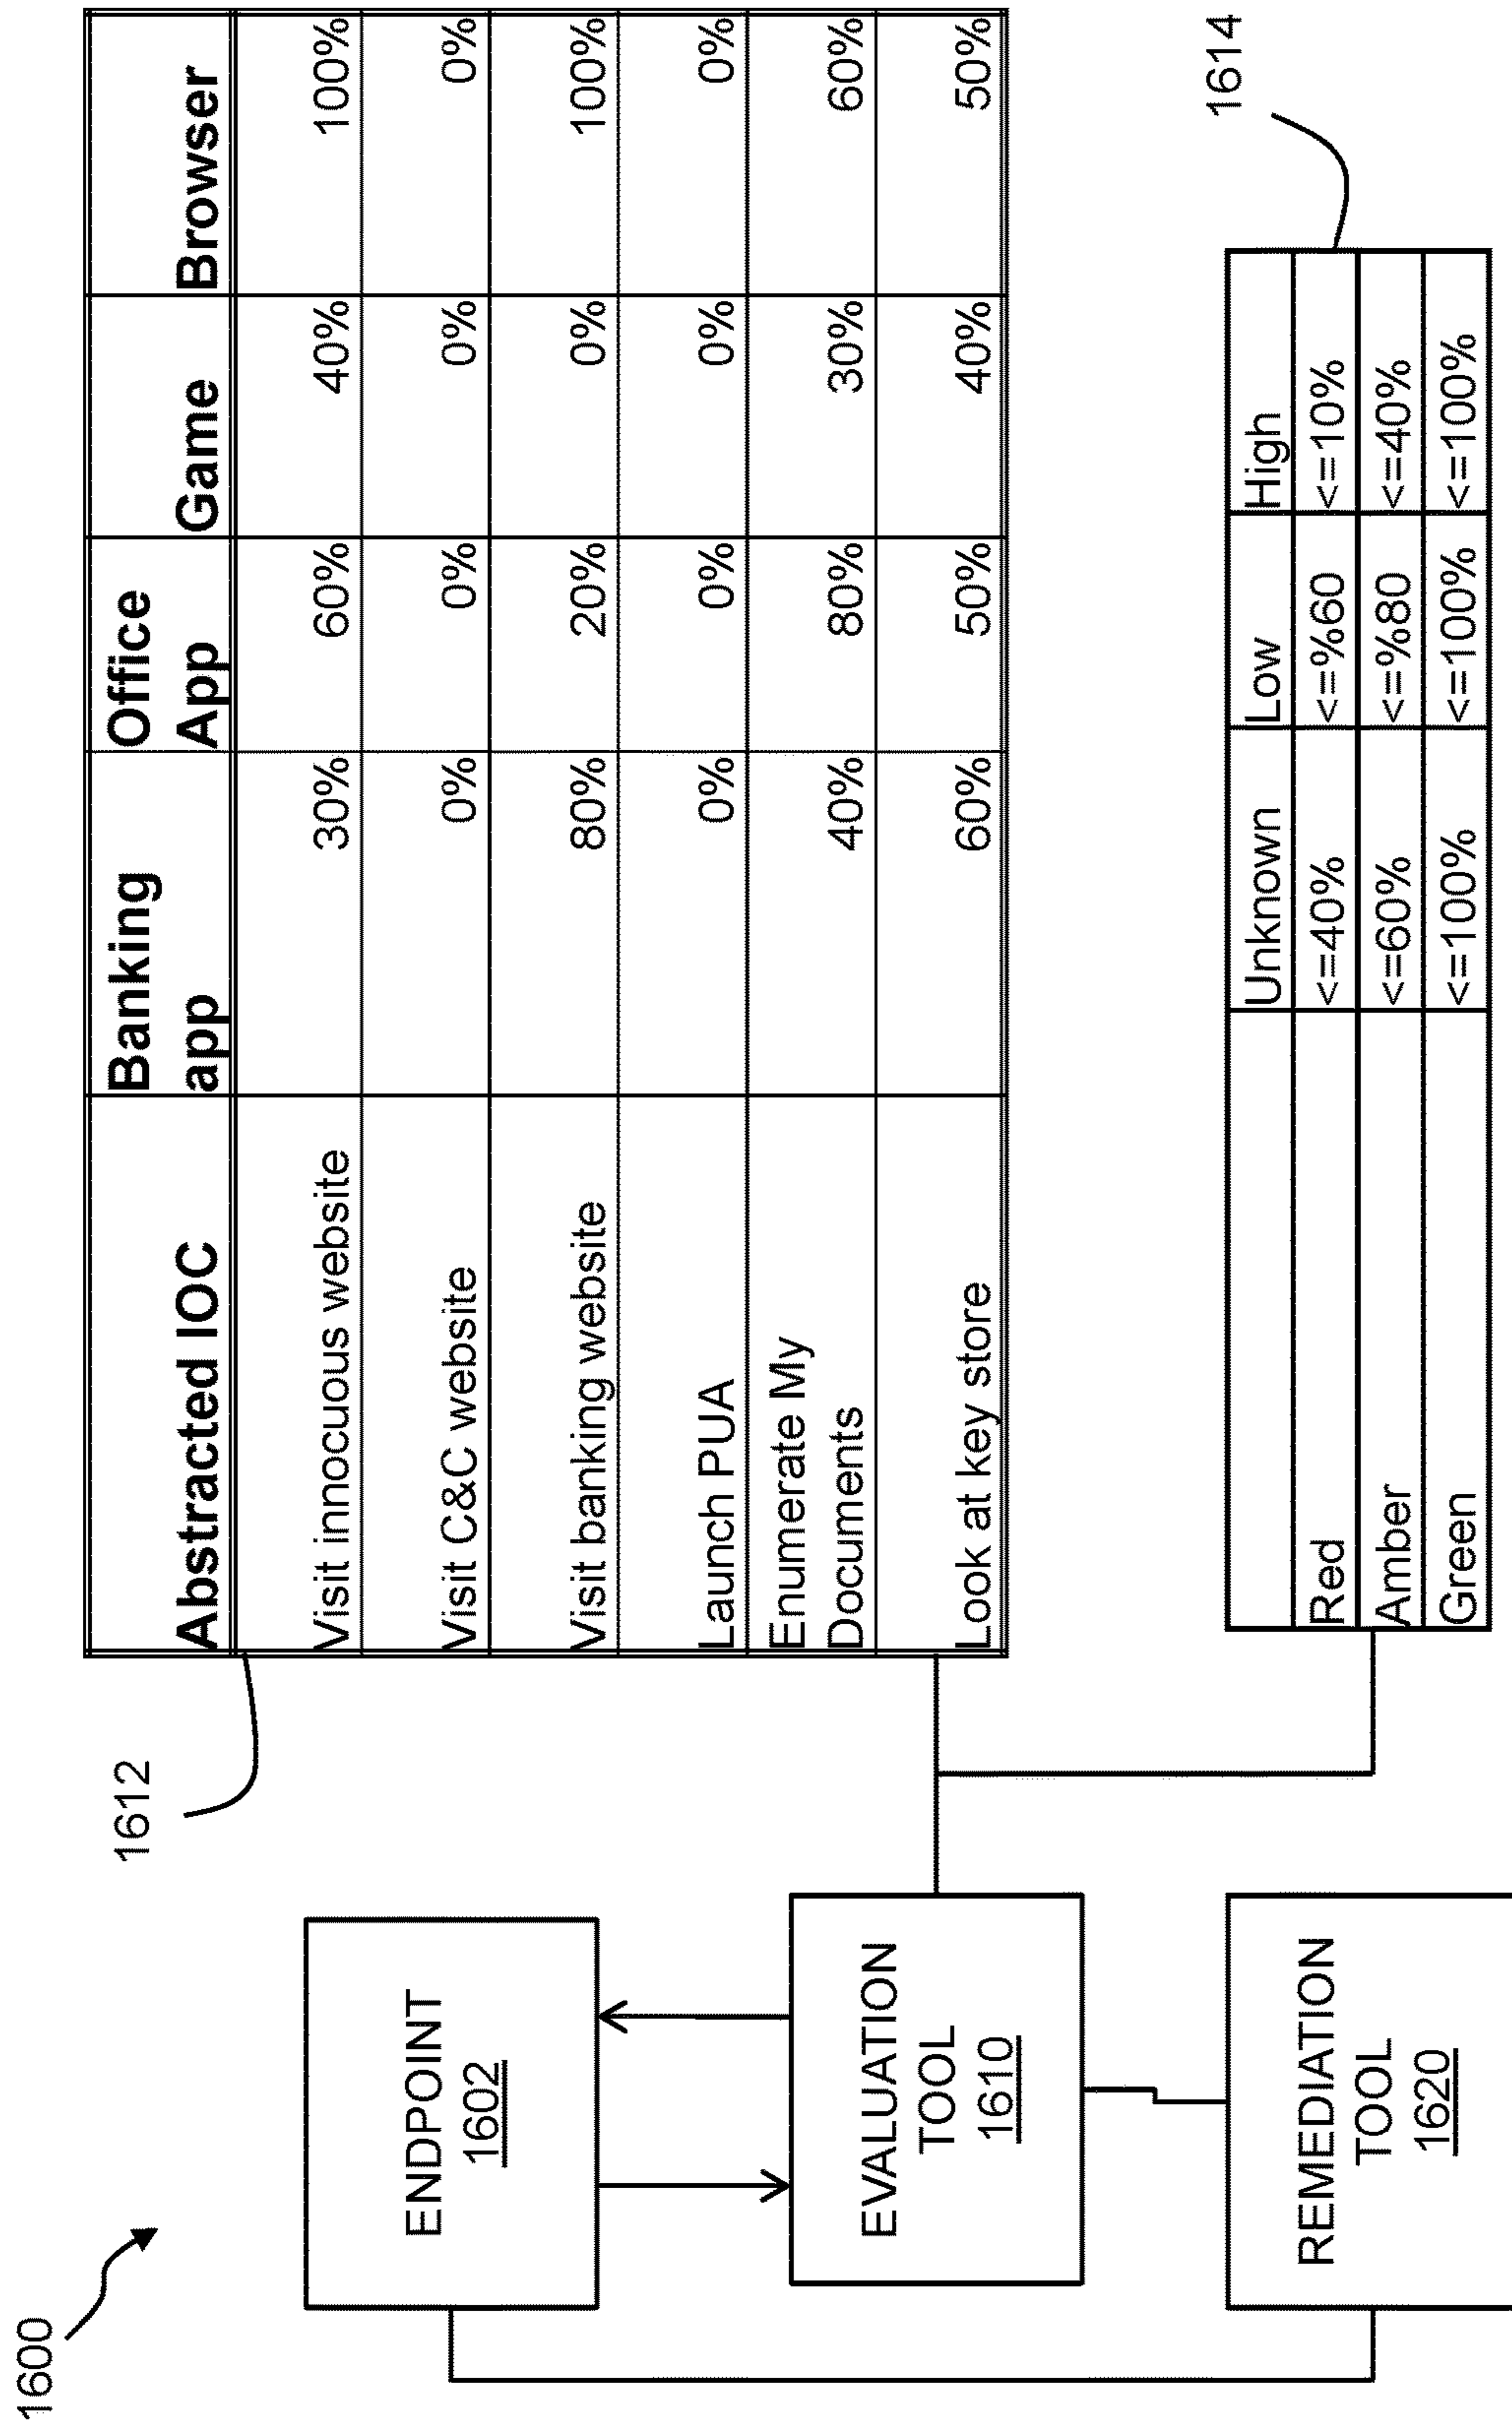 1600
ENDPOINT
1602
EVALUATION
TOOL
1610
REMEDIATION
TOOL
1620
1612
Abstracted IOC Banking app Office App Game Browser
Visit innocuous website 30% 60% 40% 100%
Visit C&C website 0% 0% 0% 0%
Visit banking website 80% 20% 0% 100%
Launch PUA 0% 0% 0% 0%
Enumerate My
Documents 40% 80% 30% 60%
Look at key store 60% 50% 40% 50%
1614
Unknown Low High
Red <=40% <=%60 <=10%
Amber <=60% <=%80 <=40%
Green <=100% <=100% <=100%